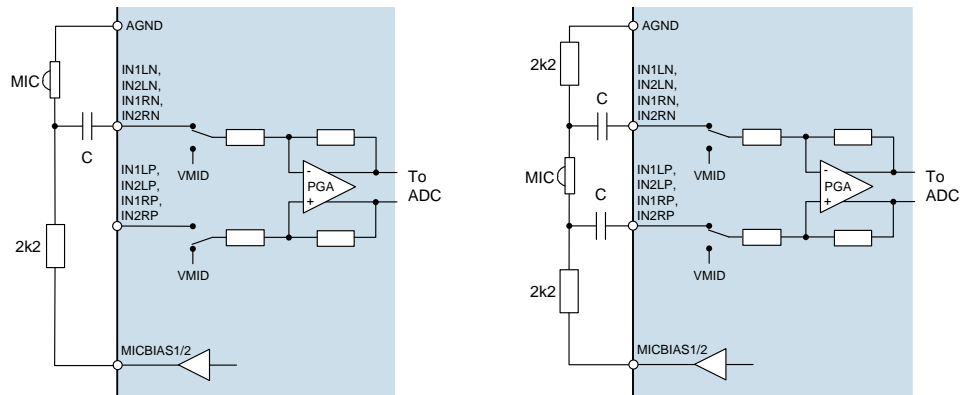 AGND
MIC
IN1LN,
IN2LN,
IN1RN,
IN2RN
C
VMID
IN1LP,
IN2LP,
IN1RP,
IN2RP
-
PGA
+
To
ADC
2k2
VMID
MICBIAS1/2
AGND
2k2
IN1LN,
IN2LN,
IN1RN,
IN2RN
C
VMID
MIC
IN1LP,
IN2LP,
IN1RP,
IN2RP
C
-
PGA
+
To
ADC
VMID
2k2
MICBIAS1/2